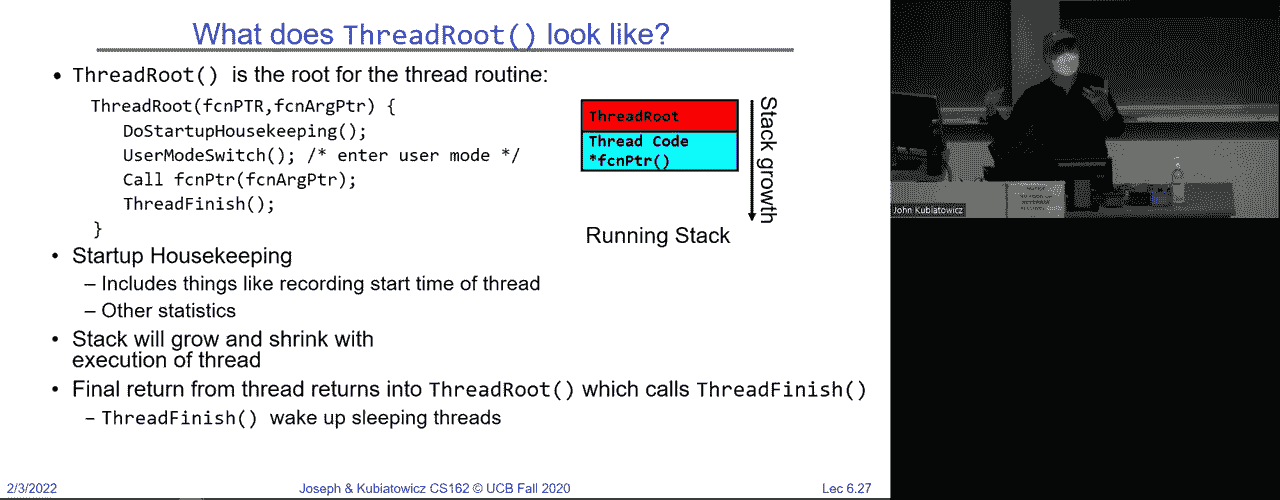 What does ThreadRoot() look like?
• ThreadRoot() is the root for the thread routine:
ThreadRoot(fcnPTR,fcnArgPtr) {
DoStartupHousekeeping();
UserModeSwitch(); /* enter user mode */
Call fcnPtr(fcnArgPtr);
ThreadFinish();
}
ThreadRoot
Thread Code
*fcnPtr()
Stack growth
Running Stack
• Startup Housekeeping
– Includes things like recording start time of thread
– Other statistics
• Stack will grow and shrink with
execution of thread
• Final return from thread returns into ThreadRoot() which calls ThreadFinish()
– ThreadFinish() wake up sleeping threads
2/3/2022
Joseph & Kubiatowicz CS162 © UCB Fall 2020
Lec 6.27
John Kubiatowicz